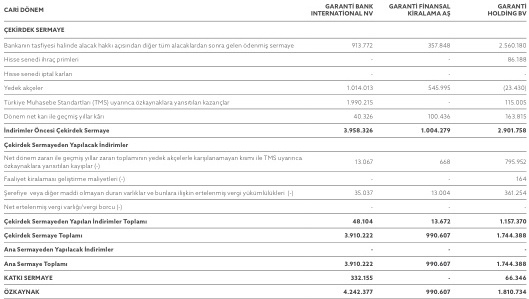 CARİ DÖNEM GARANTİ BANK INTERNATIONAL NV GARANTİ FİNANSAL KİRALAMA AŞ GARANTİ HOLDİNG BV
ÇEKİRDEK SERMAYE
Bankanın tasfiyesi halinde alacak hakkı açısından diğer tüm alacaklardan sonra gelen ödenmiş sermaye 913.772 357.848 2.560.180
Hisse senedi ihraç primleri - - 86.188
Hisse senedi iptal karları - - -
Yedek akçeler 1.014.013 545.995 (23.430)
Türkiye Muhasebe Standartları (TMS) uyarınca özkaynaklara yansıtılan kazançlar 1.990.215 - 115.005
Dönem net karı ile geçmiş yıllar karı 40.326 100.436 163.815
İndirimler Öncesi Çekirdek Sermaye 3.958.326 1.004.279 2.901.758
Çekirdek Sermayeden Yapılacak İndirimler
Net dönem zararı ile geçmiş yıllar zararı toplamının yedek akçelerle karşılanamayan kısmı ile TMS uyarınca
özkaynaklara yansıtılan kayıplar (-) 13.067 668 795.952
Faaliyet kiralaması geliştirme maliyetleri (-) - - 164
Şerefiye veya diğer maddi olmayan duran varlıklar ve bunlara ilişkin ertelenmiş vergi yükümlülükleri (-) 35.037 13.004 361.254
Net ertelenmiş vergi varlığı/vergi borcu (-) - - -
Çekirdek Sermayeden Yapılan İndirimler Toplamı 48.104 13.672 1.157.370
Çekirdek Sermaye Toplamı 3.910.222 990.607 1.744.388
Ana Sermayeden Yapılacak İndirimler - - -
Ana Sermaye Toplamı 3.910.222 990.607 1.744.388
KATKI SERMAYE 332.155 - 66.346
ÖZKAYNAK 4.242.377 990.607 1.810.734